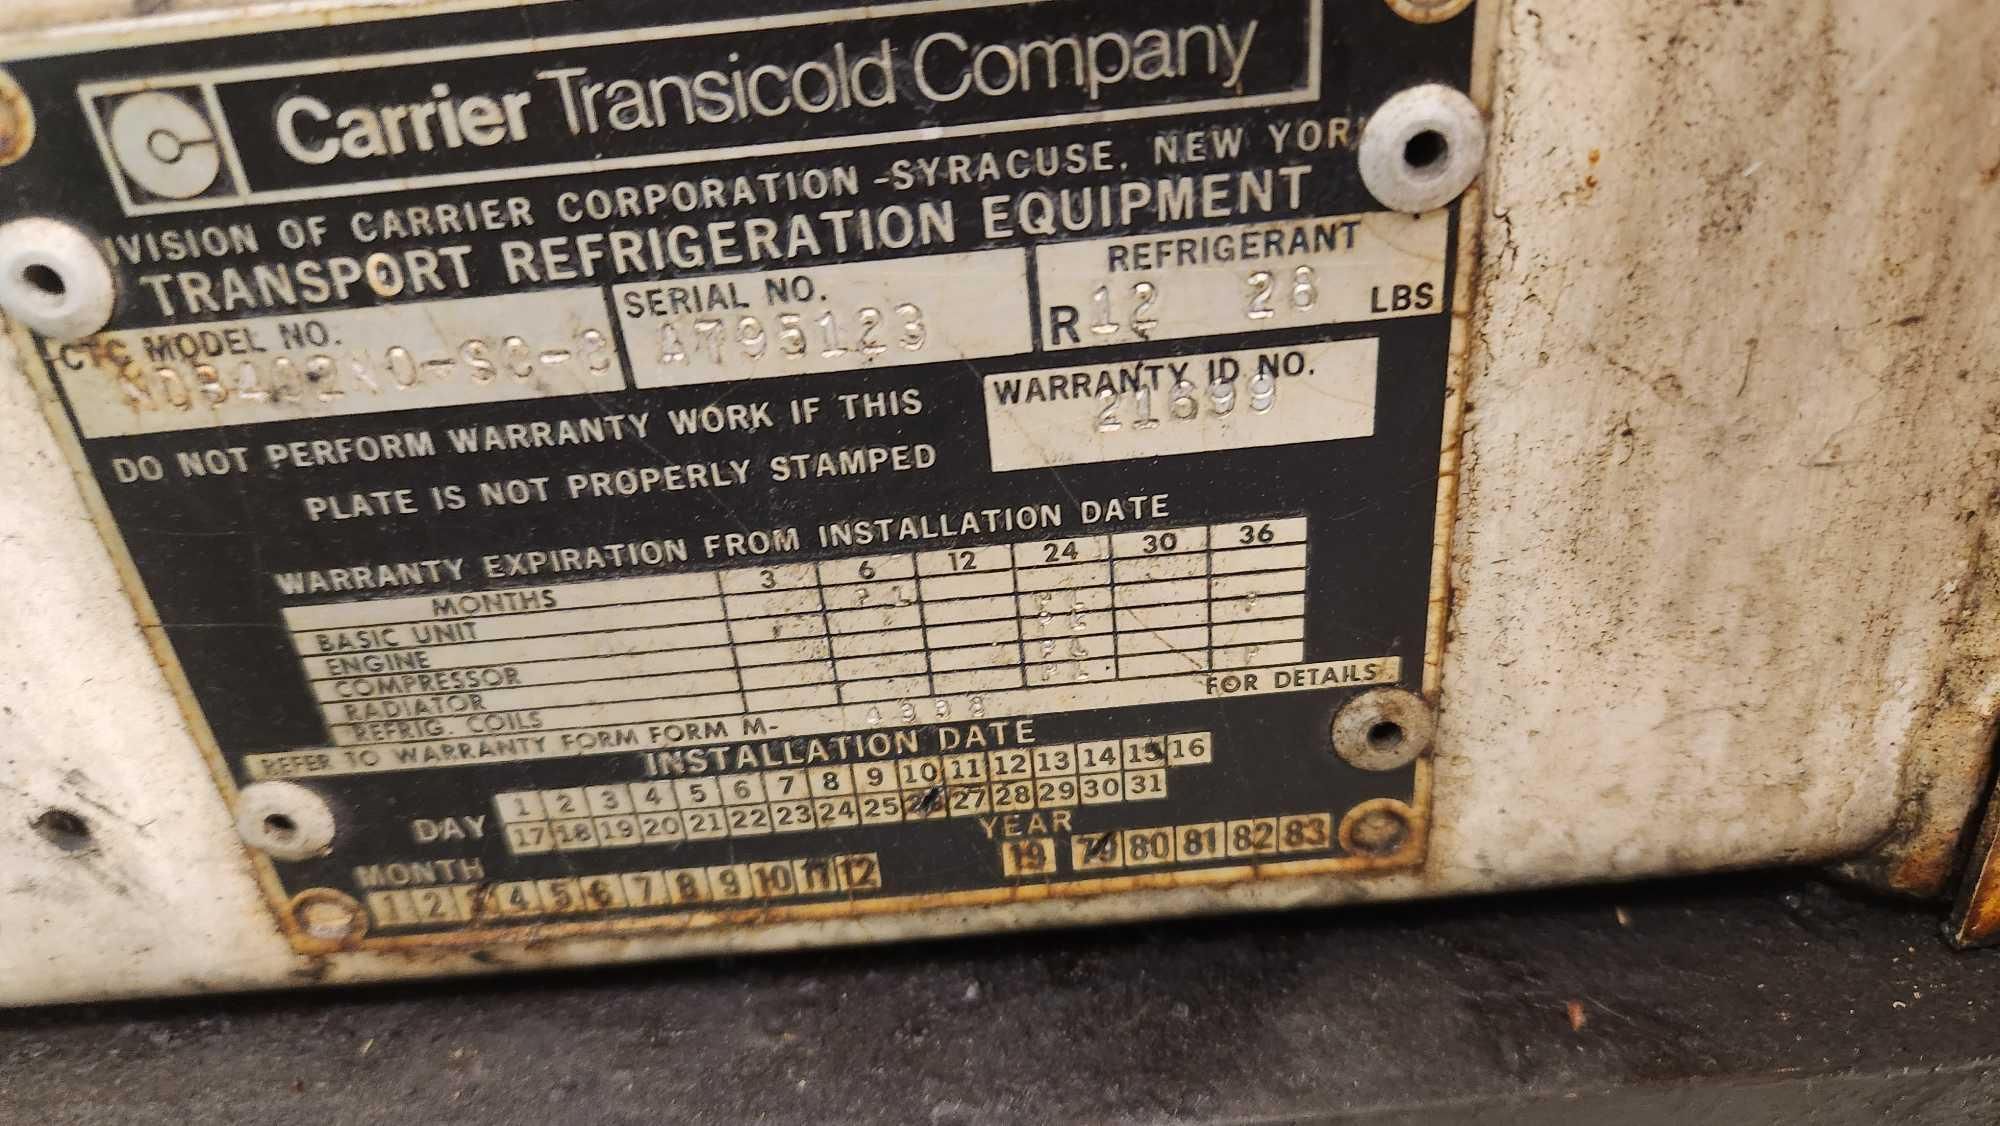 Carrier Transicold Company
IVISION OF CARRIER CORPORATION -SYRACUSE, NEW YOR
TRANSPORT REFRIGERATION EQUIPMENT
CTC MODEL NO. SERIAL NO. REFRIGERANT
A795123 R 12 28 LBS
DO NOT PERFORM WARRANTY WORK IF THIS
PLATE IS NOT PROPERLY STAMPED
WARRANTY ID NO.
21699
WARRANTY EXPIRATION FROM INSTALLATION DATE
MONTHS 3 6 12 24 30 36
BASIC UNIT
ENGINE
COMPRESSOR
RADIATOR
REFRIG. COILS
REFER TO WARRANTY FORM FORM M- FOR DETAILS.
INSTALLATION DATE
DAY 1 2 3 4 5 6 7 8 9 10 11 12 13 14 15 16
17 18 19 20 21 22 23 24 25 26 27 28 29 30 31
MONTH YEAR
1 2 3 4 5 6 7 8 9 10 11 12 19 79 80 81 82 83